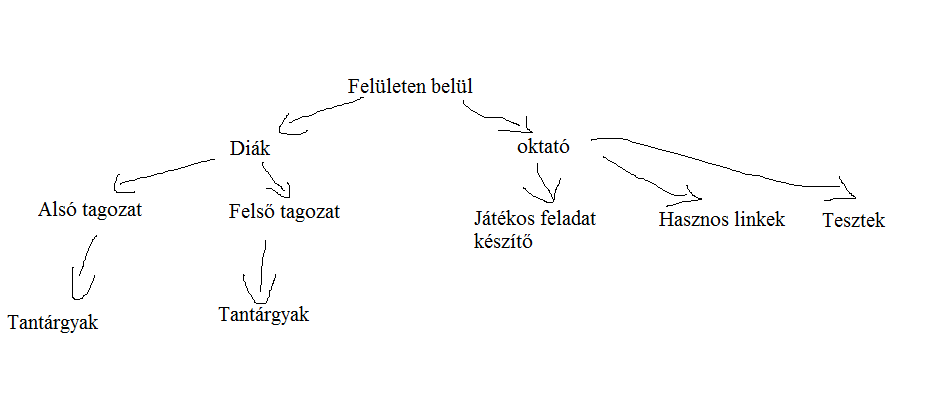 Felületen belül
Diák
oktató
Alsó tagozat
Felső tagozat
Játékos feladat
készítő
Hasznos linkek
Tesztek
Tantárgyak
Tantárgyak